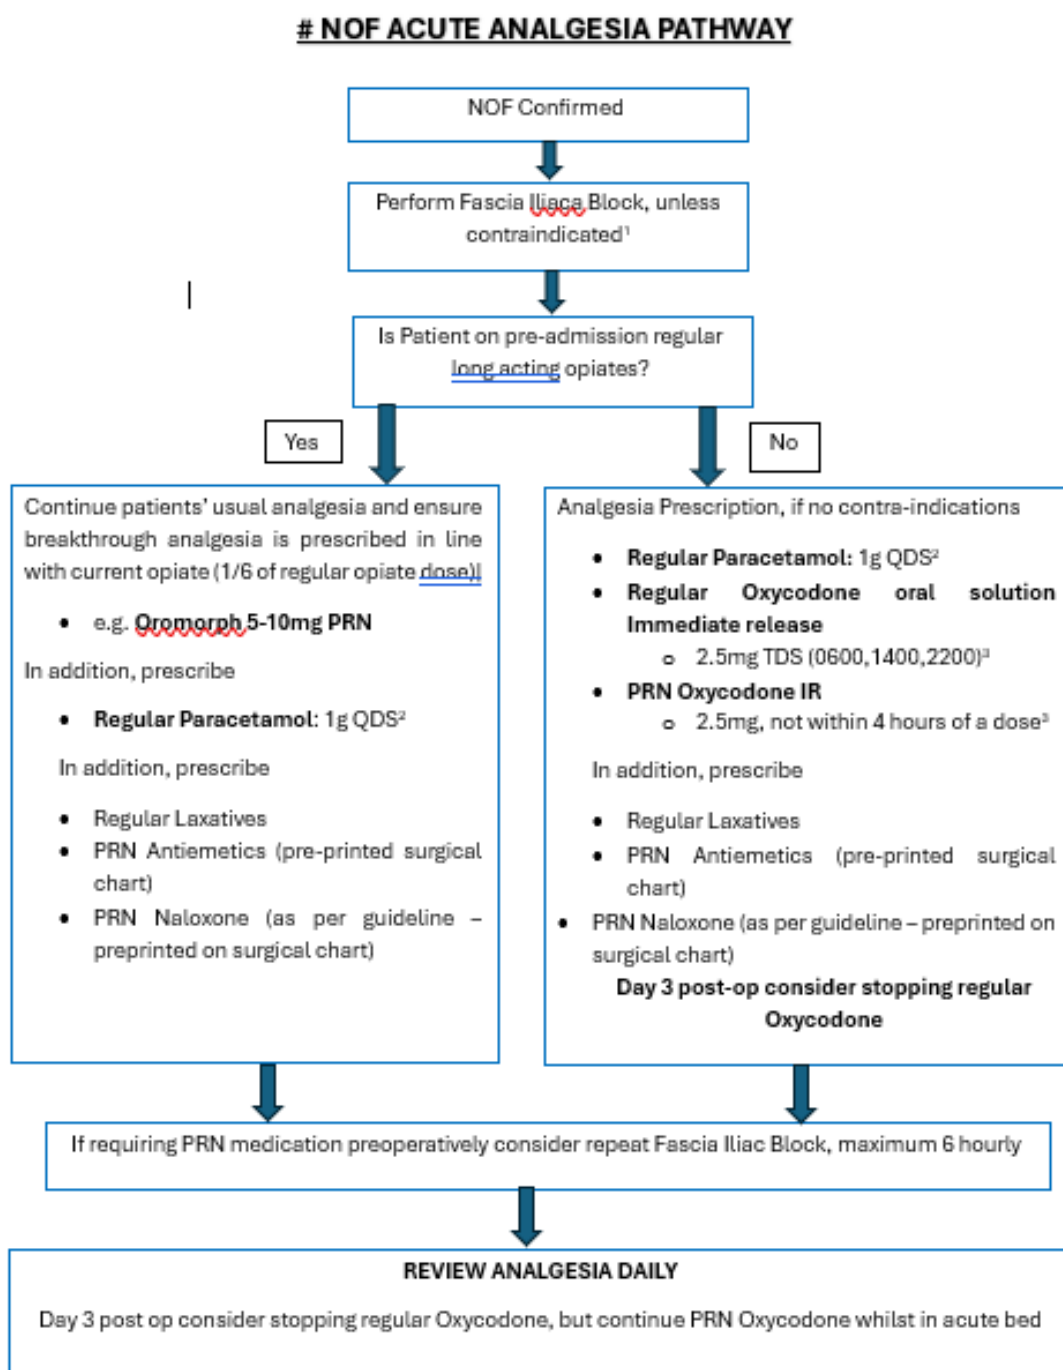 # NOF ACUTE ANALGESIA PATHWAY
NOF Confirmed
Perform Fascia Iliaca Block, unless
contraindicated¹
Is Patient on pre-admission regular
long acting opiates?
Yes
No
Continue patients’ usual analgesia and ensure
breakthrough analgesia is prescribed in line
with current opiate (1/6 of regular opiate dose)
• e.g. Oromorph 5-10mg PRN
In addition, prescribe
• Regular Paracetamol: 1g QDS²
In addition, prescribe
• Regular Laxatives
• PRN Antiemetics (pre-printed surgical
chart)
• PRN Naloxone (as per guideline –
preprinted on surgical chart)
Analgesia Prescription, if no contra-indications
• Regular Paracetamol: 1g QDS²
• Regular Oxycodone oral solution
Immediate release
o 2.5mg TDS (0600,1400,2200)³
• PRN Oxycodone IR
o 2.5mg, not within 4 hours of a dose³
In addition, prescribe
• Regular Laxatives
• PRN Antiemetics (pre-printed surgical
chart)
• PRN Naloxone (as per guideline – preprinted on
surgical chart)
Day 3 post-op consider stopping regular
Oxycodone
If requiring PRN medication preoperatively consider repeat Fascia Iliac Block, maximum 6 hourly
REVIEW ANALGESIA DAILY
Day 3 post op consider stopping regular Oxycodone, but continue PRN Oxycodone whilst in acute bed